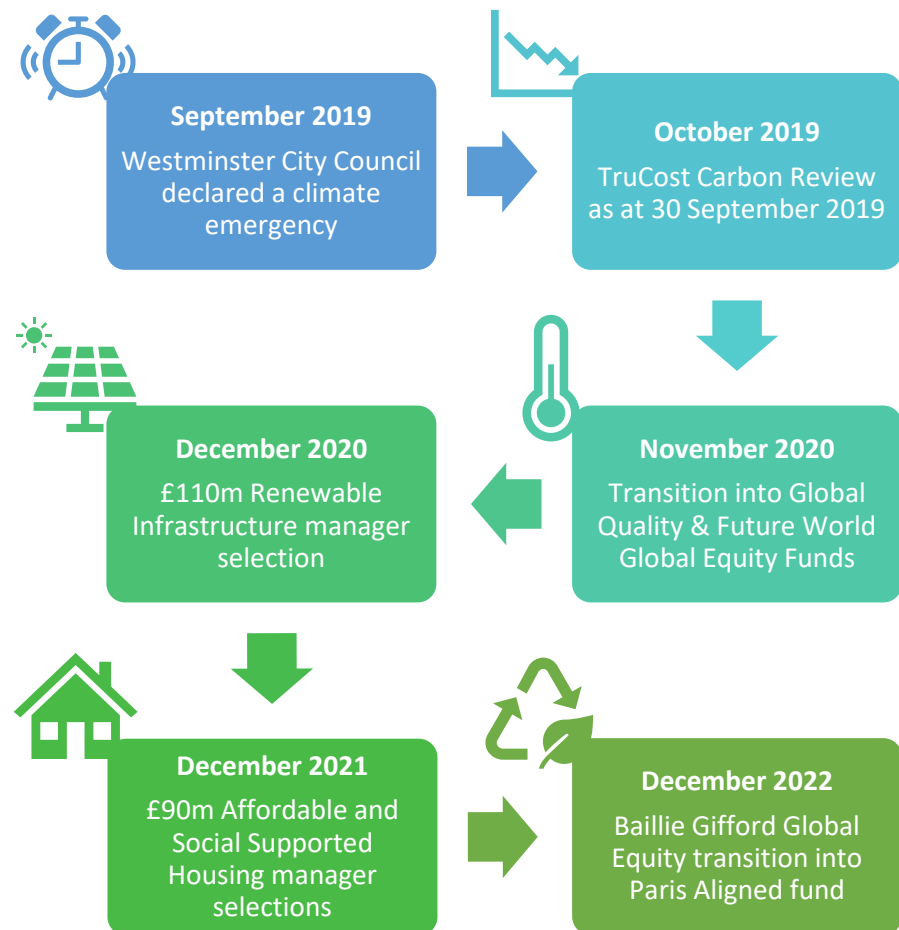 September 2019
Westminster City Council
declared a climate
emergency
October 2019
TruCost Carbon Review
as at 30 September 2019
November 2020
Transition into Global
Quality & Future World
Global Equity Funds
December 2020
£110m Renewable
Infrastructure manager
selection
December 2021
£90m Affordable and
Social Supported
Housing manager
selections
December 2022
Baillie Gifford Global
Equity transition into
Paris Aligned fund